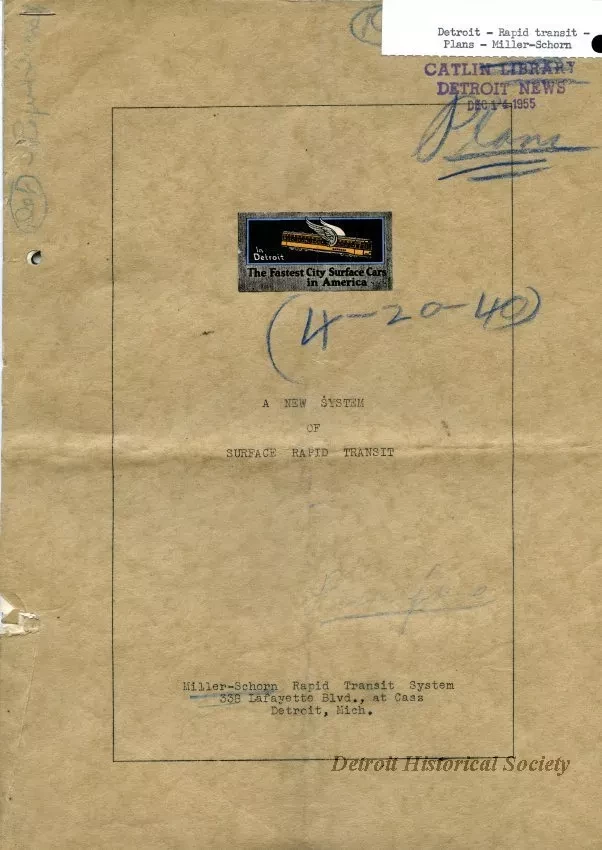 Detroit - Rapid transit -
Plans - Miller-Schorn
CATLIN LIBRARY
DETROIT NEWS
DEC 14 1955
Plans
In
Detroit
The Fastest City Surface Cars
in America
(4-20-40)
A NEW SYSTEM
OF
SURFACE RAPID TRANSIT
Miller-Schorn Rapid Transit System
338 Lafayette Blvd., at Cass
Detroit, Mich.
Detroit Historical Society